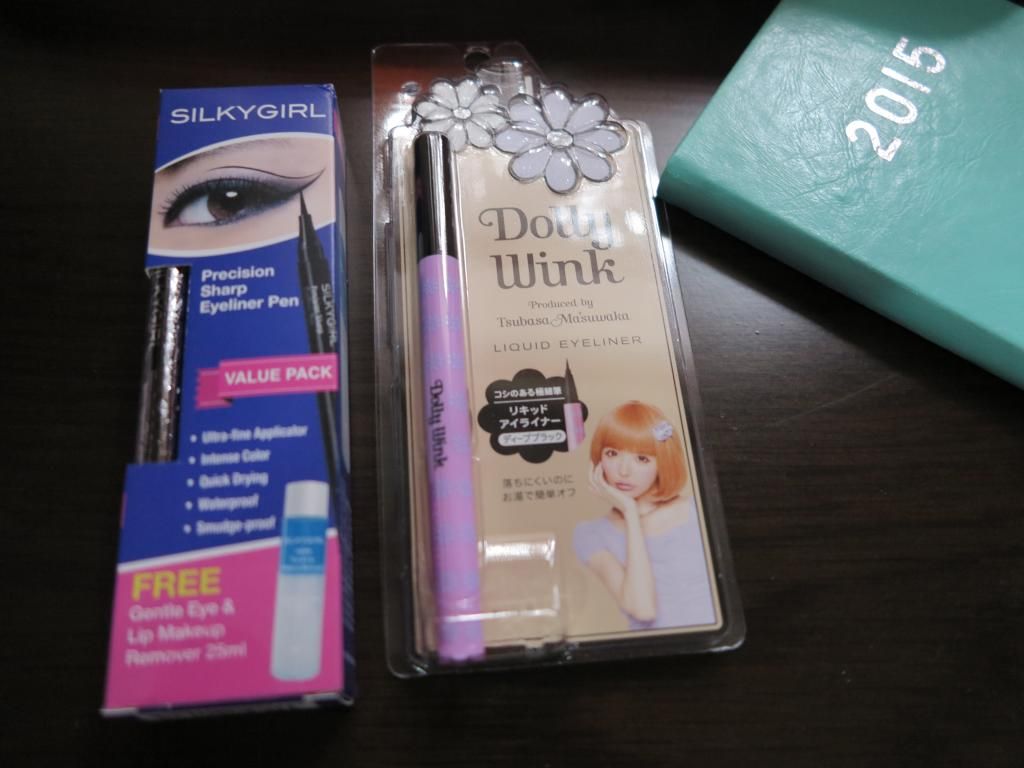 SILKYGIRL
Precision
Sharp
Eyeliner Pen
SILKYGIRL
VALUE PACK
• Ultra-fine Applicator
• Intense Color
• Quick Drying
• Waterproof
• Smudge-proof
FREE
Gentle Eye &
Lip Makeup
Remover 25ml
Dolly Wink
Dolly
Wink
Produced by
Tsubasa Masuwaka
LIQUID EYELINER
コシのある極細筆
リキッド
アイライナー
ディープブラック
落ちにくいのに
お湯で簡単オフ
2015